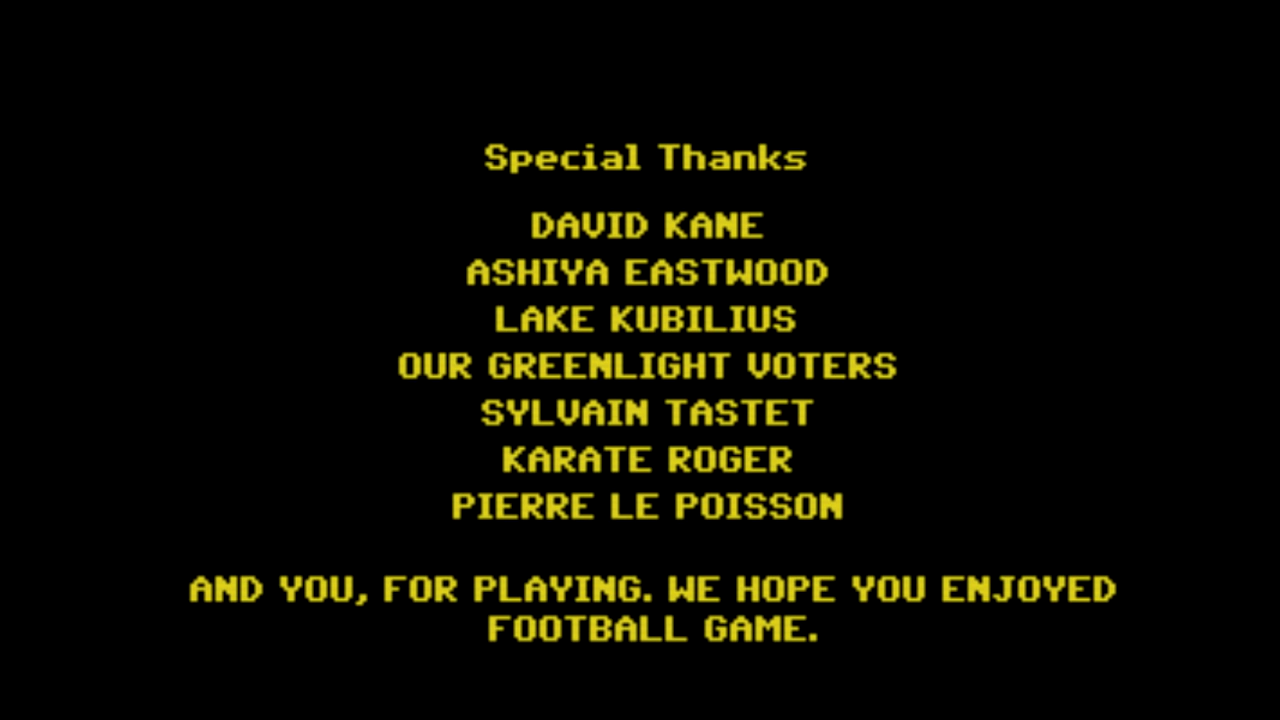 Special Thanks
DAVID KANE
ASHIYA EASTWOOD
LAKE KUBILIUS
OUR GREENLIGHT VOTERS
SYLVAIN TASTET
KARATE ROGER
PIERRE LE POISSON
AND YOU, FOR PLAYING. WE HOPE YOU ENJOYED
FOOTBALL GAME.